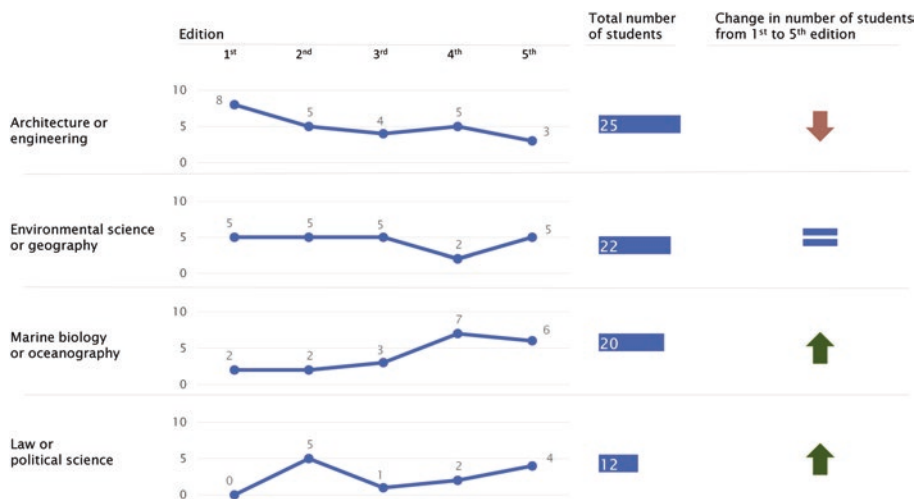 Edition
1st 2nd 3rd 4th 5th
Total number
of students
Change in number of students
from 1st to 5th edition
Architecture or
engineering
10
5
0
8 5 4 5 3
25
Environmental science
or geography
10
5
0
5 5 5 2 5
22
Marine biology
or oceanography
10
5
0
2 2 3 7 6
20
Law or
political science
10
5
0
0 5 1 2 4
12